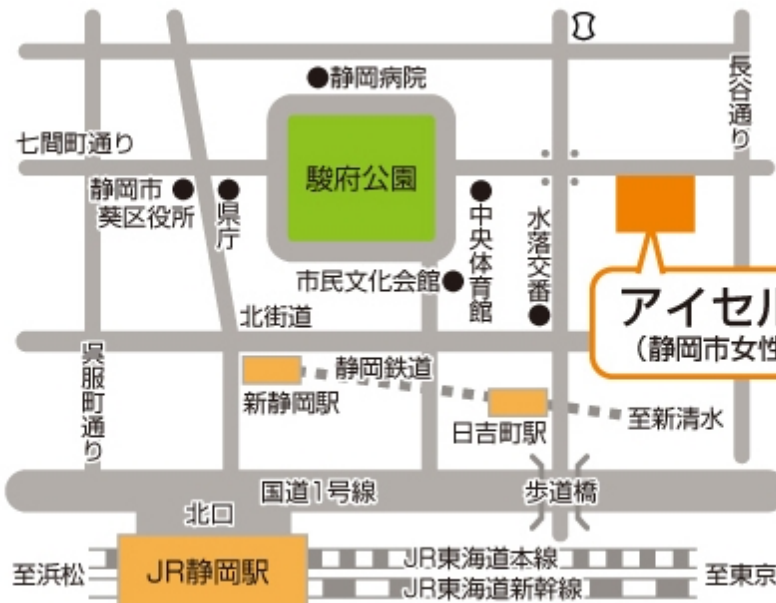 静岡病院
長谷通り
七間町通り
駿府公園
静岡市
葵区役所
県庁
中央体育館
水落交番
市民文化会館
アイセル
（静岡市女性
北街道
呉服町通り
静岡鉄道
新静岡駅
日吉町駅
至新清水
国道1号線
歩道橋
北口
至浜松
JR静岡駅
JR東海道本線
至東京
JR東海道新幹線